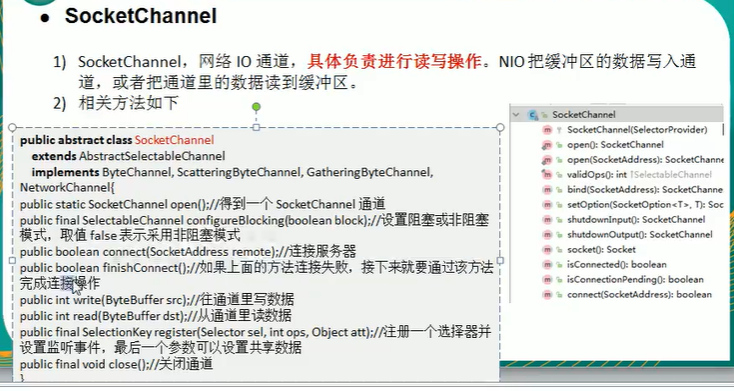 SocketChannel
1) SocketChannel，网络 IO 通道，具体负责进行读写操作。NIO 把缓冲区的数据写入通
道，或者把通道里的数据读到缓冲区。
2) 相关方法如下
public abstract class SocketChannel
extends AbstractSelectableChannel
implements ByteChannel, ScatteringByteChannel, GatheringByteChannel,
NetworkChannel{
public static SocketChannel open();//得到一个 SocketChannel 通道
public final SelectableChannel configureBlocking(boolean block);//设置阻塞或非阻塞
模式，取值 false 表示采用非阻塞模式
public boolean connect(SocketAddress remote);//连接服务器
public boolean finishConnect();//如果上面的方法连接失败，接下来就要通过该方法
完成连接操作
public int write(ByteBuffer src);//往通道里写数据
public int read(ByteBuffer dst);//从通道里读数据
public final SelectionKey register(Selector sel, int ops, Object att);//注册一个选择器并
设置监听事件，最后一个参数可以设置共享数据
public final void close();//关闭通道
}
SocketChannel
SocketChannel(SelectorProvider)
open(): SocketChannel
open(SocketAddress): SocketChanne
validOps(): int ↑SelectableChannel
bind(SocketAddress): SocketChanne
setOption(SocketOption<T>, T): Soc
shutdownInput(): SocketChannel
shutdownOutput(): SocketChannel
socket(): Socket
isConnected(): boolean
isConnectionPending(): boolean
connect(SocketAddress): boolean